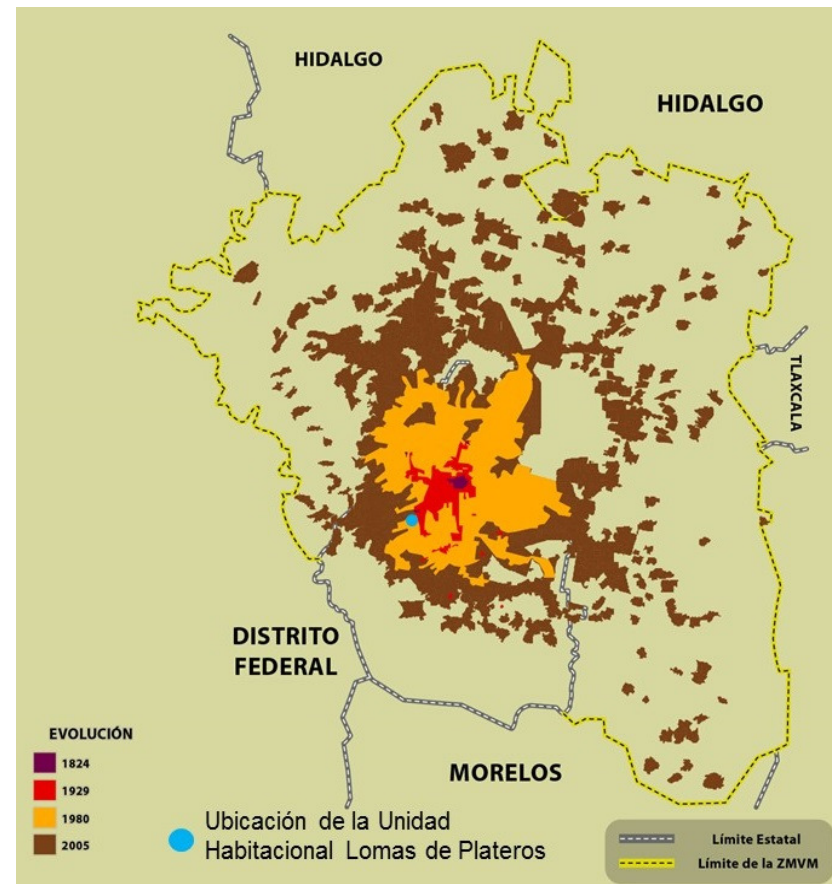 HIDALGO
HIDALGO
TLAXCALA
DISTRITO
FEDERAL
MORELOS
EVOLUCIÓN
1824
1929
1980
2005
Ubicación de la Unidad
Habitacional Lomas de Plateros
Límite Estatal
Límite de la ZMVM